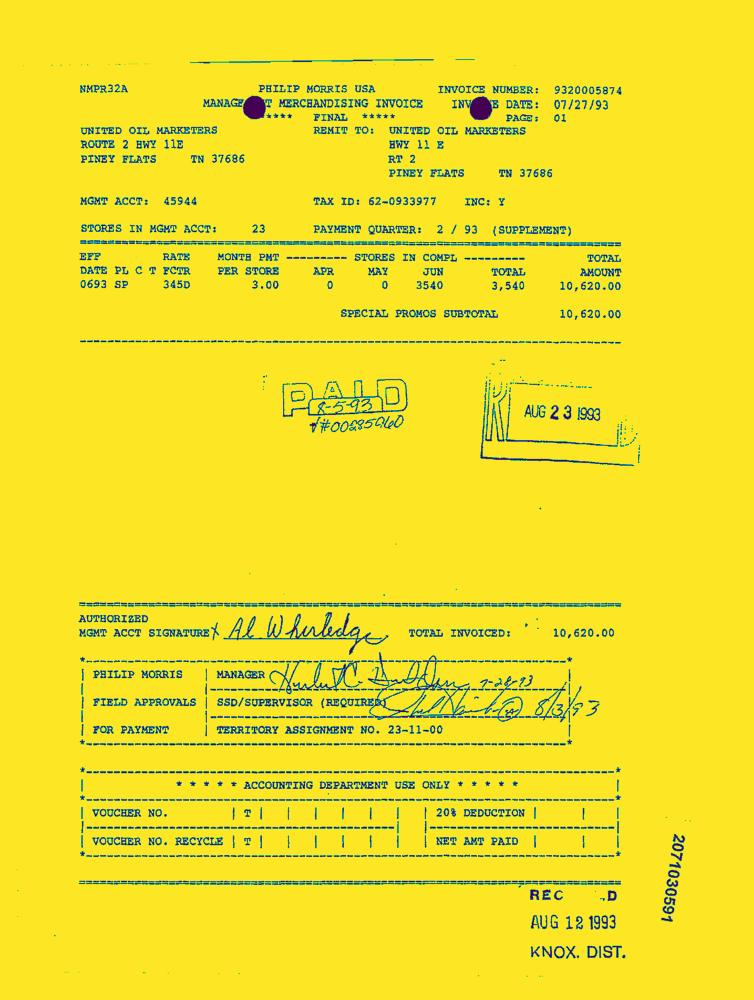 NMPR32A PHILIP MORRIS USA INVOICE NUMBER: 9320005874
MANAGE T MERCHANDISING INVOICE INV E DATE: 07/27/93
**** FINAL ***** PAGE: 01
UNITED OIL MARKETERS REMIT TO: UNITED OIL MARKETERS
ROUTE 2 HWY 11E HWY 11 E
PINEY FLATS TN 37686 RT 2
PINEY FLATS TN 37686
MGMT ACCT: 45944 TAX ID: 62-0933977 INC: Y
STORES IN MGMT ACCT: 23 PAYMENT QUARTER: 2 / 93 (SUPPLEMENT)
EFF RATE MONTH PMT --------- STORES IN COMPL --------- TOTAL
DATE PL C T FCTR PER STORE APR MAY JUN TOTAL AMOUNT
0693 SP 345D 3.00 0 0 3540 3,540 10,620.00
SPECIAL PROMOS SUBTOTAL 10,620.00
PAID
8-5-93
AUG 23 1993
AUTHORIZED
MGMT ACCT SIGNATURE X Al Wherledge TOTAL INVOICED: 10,620.00
PHILIP MORRIS | MANAGER 7-28-93
FIELD APPROVALS | SSD/SUPERVISOR (REQUIRED) 8/3/93
FOR PAYMENT | TERRITORY ASSIGNMENT NO. 23-11-00
* * * * * ACCOUNTING DEPARTMENT USE ONLY * * * * *
VOUCHER NO. | T | | | | | | | 20% DEDUCTION | |
VOUCHER NO. RECYCLE | T | | | | | | | NET AMT PAID | |
REC D
AUG 12 1993
KNOX. DIST.
2071030591